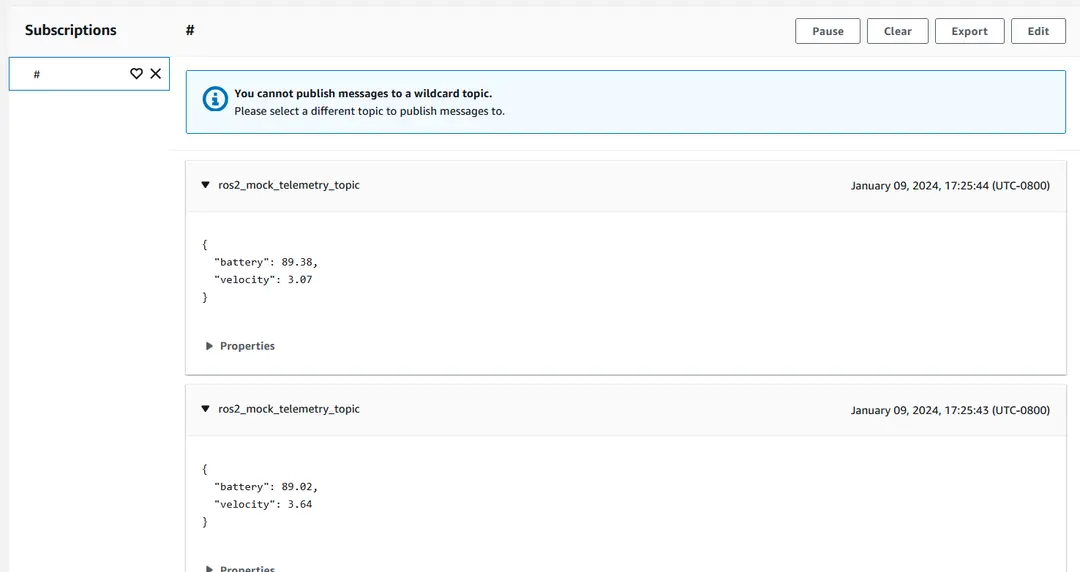 Subscriptions
#
Pause
Clear
Export
Edit
#
You cannot publish messages to a wildcard topic.
Please select a different topic to publish messages to.
ros2_mock_telemetry_topic
January 09, 2024, 17:25:44 (UTC-0800)
{
"battery": 89.38,
"velocity": 3.07
}
Properties
ros2_mock_telemetry_topic
January 09, 2024, 17:25:43 (UTC-0800)
{
"battery": 89.02,
"velocity": 3.64
}
Properties